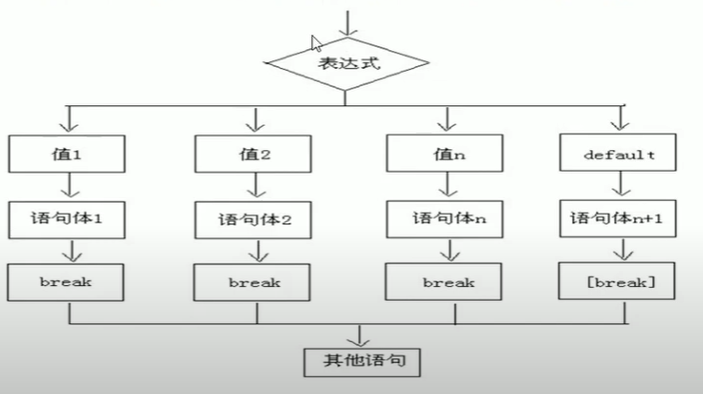 表达式
值1
值2
值n
default
语句体1
语句体2
语句体n
语句体n+1
break
break
break
[break]
其他语句